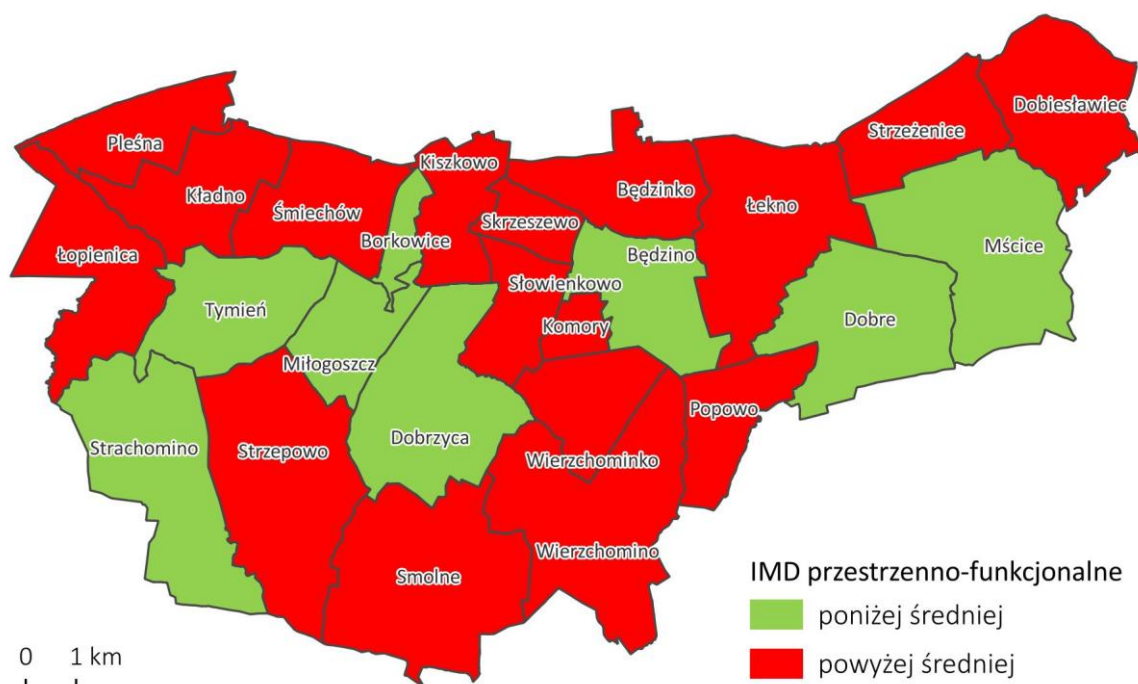 Dobiesławiec
Strzeżenice
Pleśna
Kiszkowo
Kładno
Będzinko
Łekno
Śmiechów
Skrzeszewo
Borkowice
Łopienica
Będzino
Mścice
Słowienkowo
Tymień
Komory
Dobre
Miłogoszcz
Popowo
Dobrzyca
Strachomino
Strzepowo
Wierzchominko
Wierzchomino
Smolne
IMD przestrzenno-funkcjonalne
poniżej średniej
powyżej średniej
0 1 km